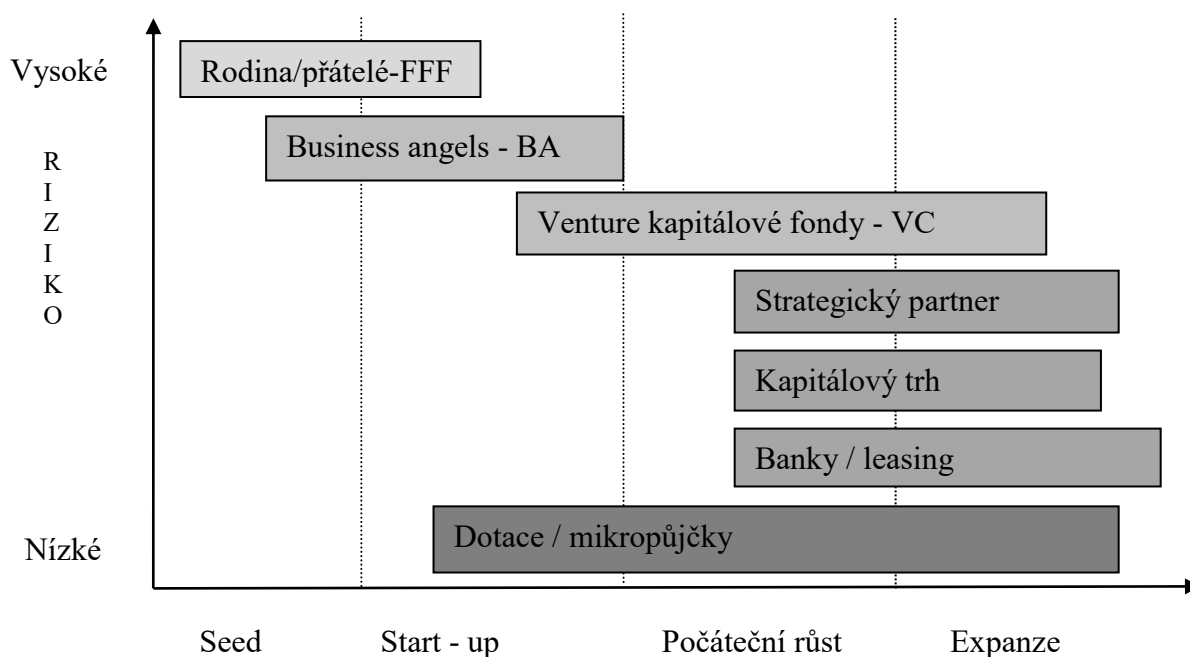 Vysoké
Rodina/přátelé-FFF
Business angels - BA
R
I
Z
I
K
O
Venture kapitálové fondy - VC
Strategický partner
Kapitálový trh
Banky / leasing
Dotace / mikropůjčky
Nízké
Seed Start - up Počáteční růst Expanze